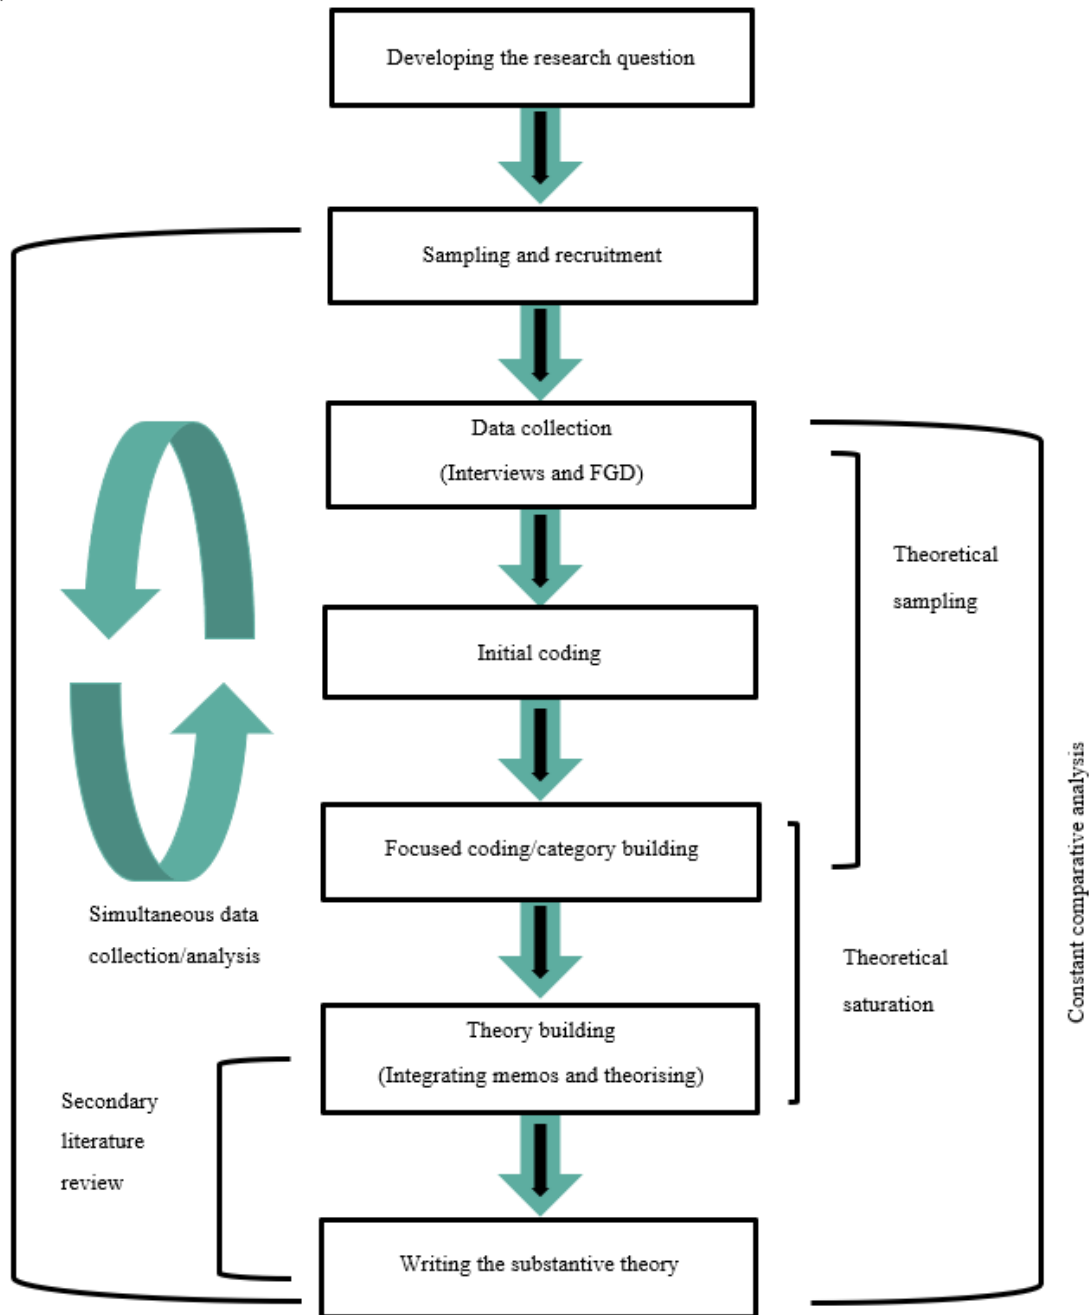 Developing the research question
Sampling and recruitment
Data collection
(Interviews and FGD)
Theoretical
sampling
Initial coding
Constant comparative analysis
Focused coding/category building
Simultaneous data
collection/analysis
Theoretical
saturation
Theory building
(Integrating memos and theorising)
Secondary
literature
review
Writing the substantive theory